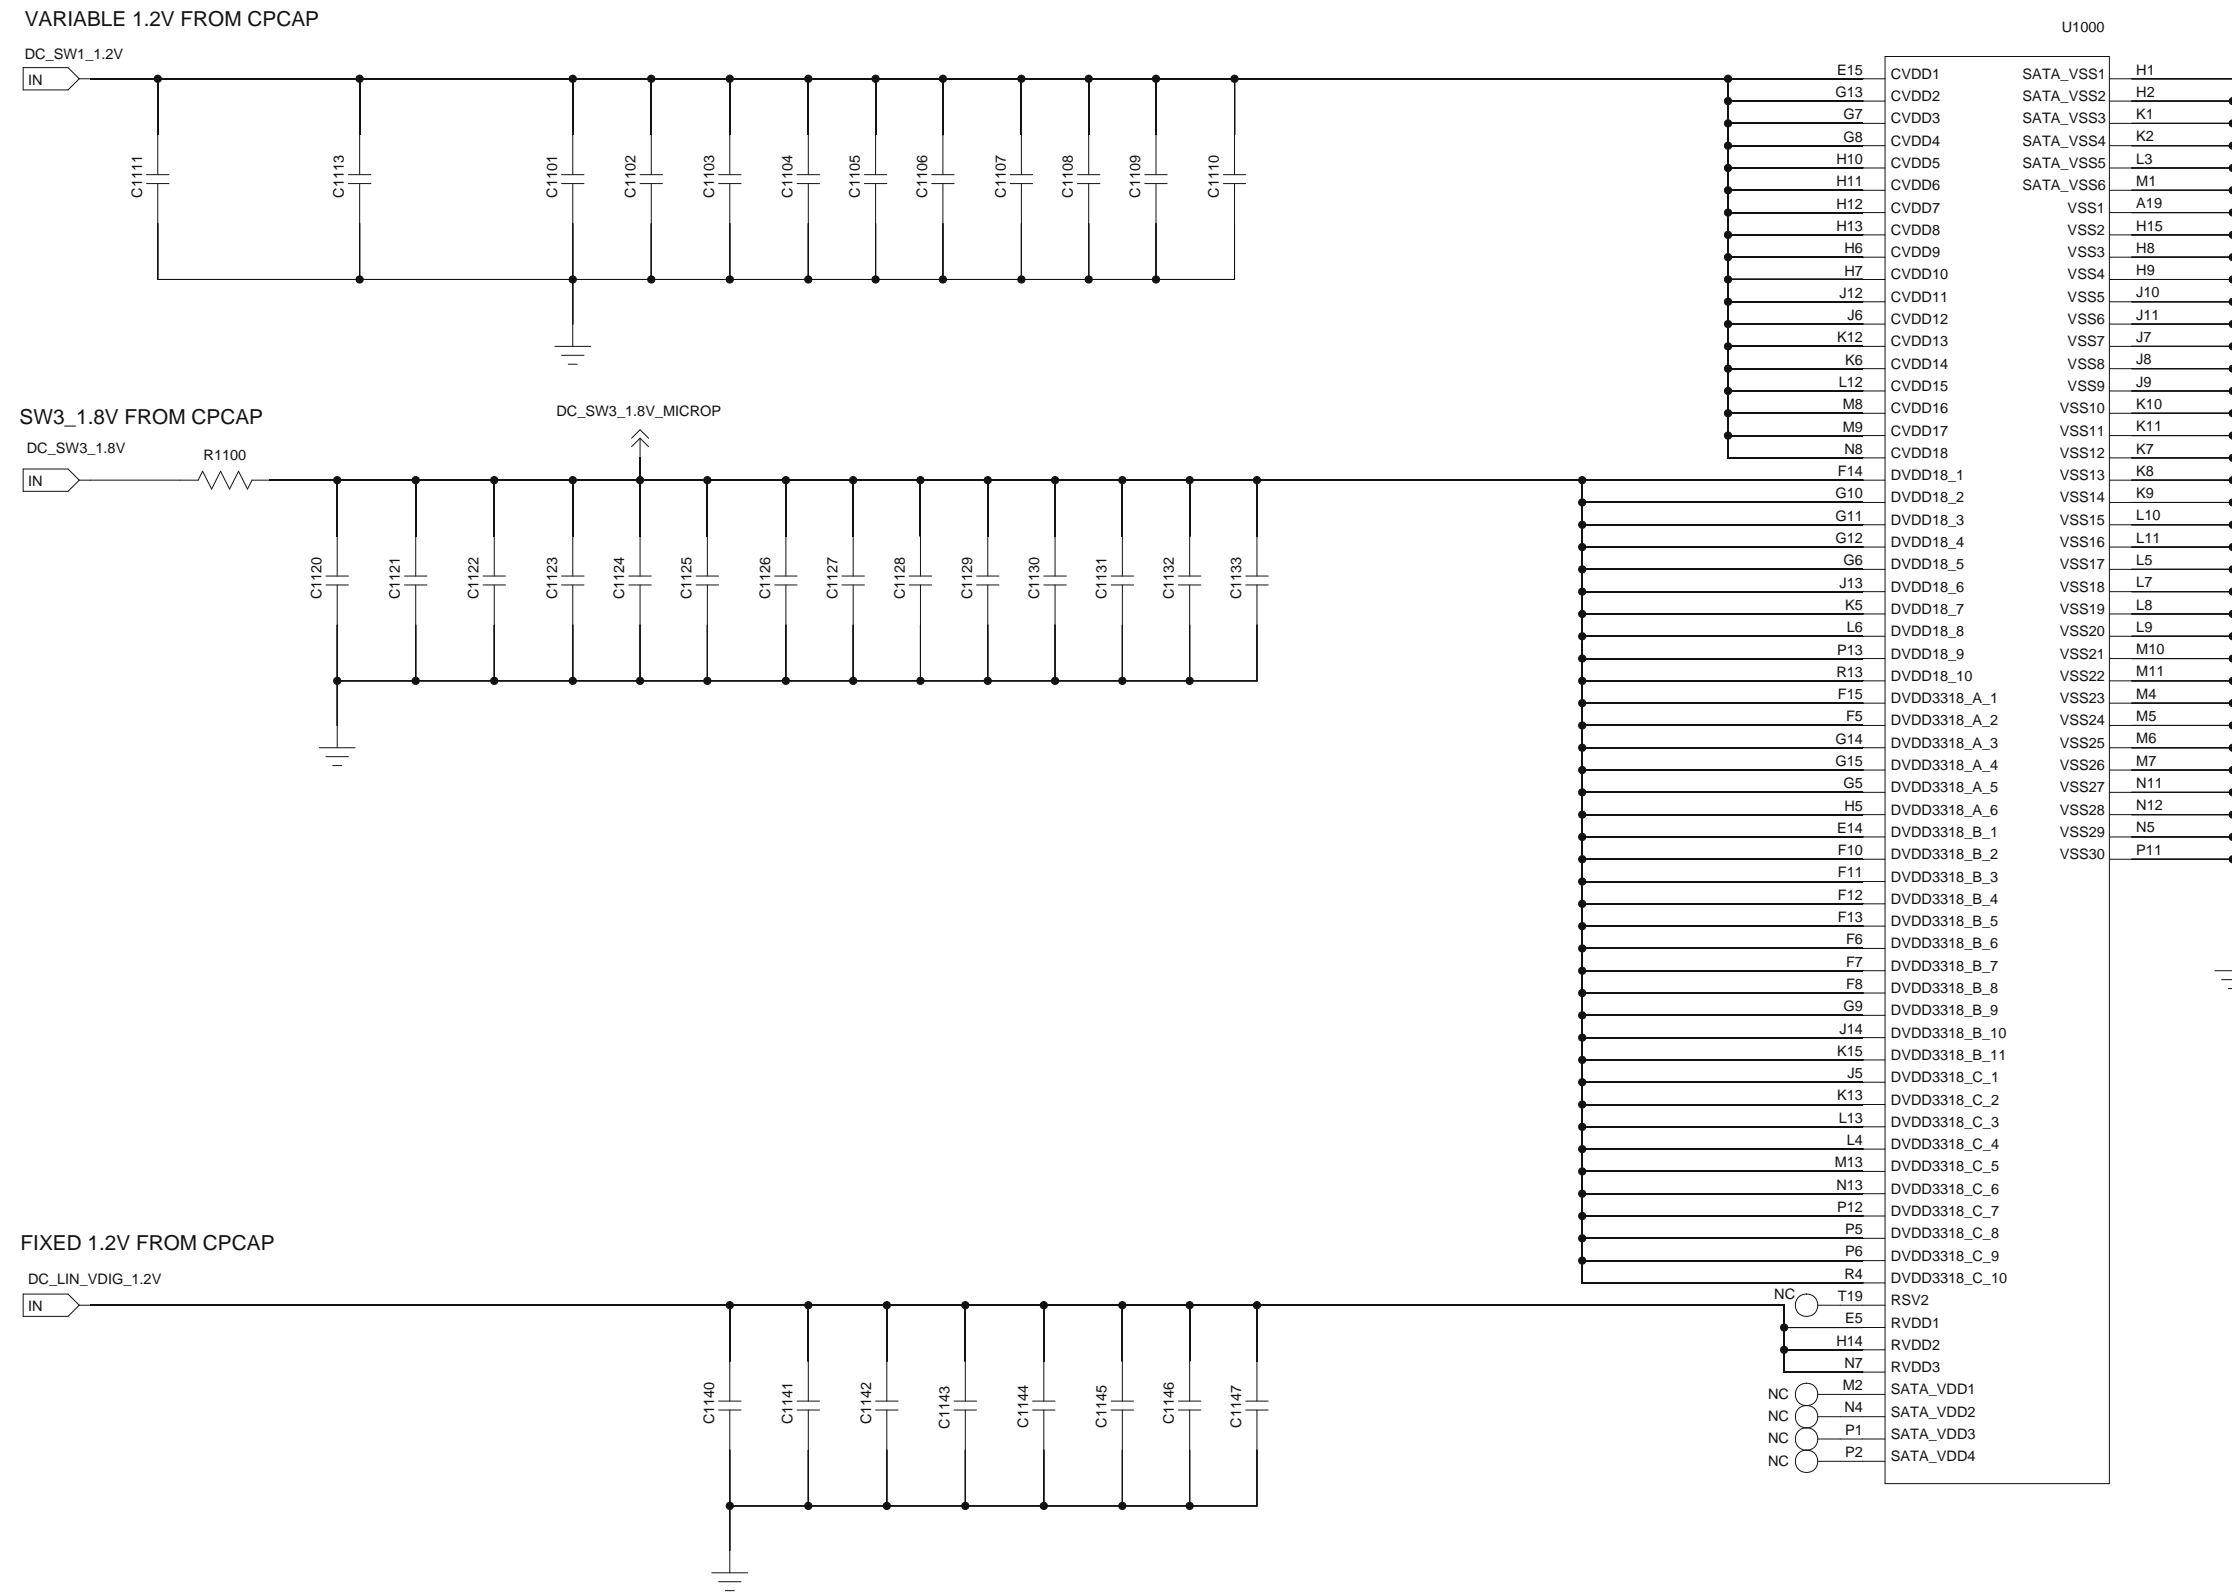 VARIABLE 1.2V FROM CPCAP
DC_SW1_1.2V
IN
C1111
C1113
C1101
C1102
C1103
C1104
C1105
C1106
C1107
C1108
C1109
C1110
SW3_1.8V FROM CPCAP
DC_SW3_1.8V
IN
R1100
DC_SW3_1.8V_MICROP
C1120
C1121
C1122
C1123
C1124
C1125
C1126
C1127
C1128
C1129
C1130
C1131
C1132
C1133
FIXED 1.2V FROM CPCAP
DC_LIN_VDIG_1.2V
IN
C1140
C1141
C1142
C1143
C1144
C1145
C1146
C1147
U1000
E15 CVDD1 SATA_VSS1 H1
G13 CVDD2 SATA_VSS2 H2
G7 CVDD3 SATA_VSS3 K1
G8 CVDD4 SATA_VSS4 K2
H10 CVDD5 SATA_VSS5 L3
H11 CVDD6 SATA_VSS6 M1
H12 CVDD7 VSS1 A19
H13 CVDD8 VSS2 H15
H6 CVDD9 VSS3 H8
H7 CVDD10 VSS4 H9
J12 CVDD11 VSS5 J10
J6 CVDD12 VSS6 J11
K12 CVDD13 VSS7 J7
K6 CVDD14 VSS8 J8
L12 CVDD15 VSS9 J9
M8 CVDD16 VSS10 K10
M9 CVDD17 VSS11 K11
N8 CVDD18 VSS12 K7
F14 DVDD18_1 VSS13 K8
G10 DVDD18_2 VSS14 K9
G11 DVDD18_3 VSS15 L10
G12 DVDD18_4 VSS16 L11
G6 DVDD18_5 VSS17 L5
J13 DVDD18_6 VSS18 L7
K5 DVDD18_7 VSS19 L8
L6 DVDD18_8 VSS20 L9
P13 DVDD18_9 VSS21 M10
R13 DVDD18_10 VSS22 M11
F15 DVDD3318_A_1 VSS23 M4
F5 DVDD3318_A_2 VSS24 M5
G14 DVDD3318_A_3 VSS25 M6
G15 DVDD3318_A_4 VSS26 M7
G5 DVDD3318_A_5 VSS27 N11
H5 DVDD3318_A_6 VSS28 N12
E14 DVDD3318_B_1 VSS29 N5
F10 DVDD3318_B_2 VSS30 P11
F11 DVDD3318_B_3
F12 DVDD3318_B_4
F13 DVDD3318_B_5
F6 DVDD3318_B_6
F7 DVDD3318_B_7
F8 DVDD3318_B_8
G9 DVDD3318_B_9
J14 DVDD3318_B_10
K15 DVDD3318_B_11
J5 DVDD3318_C_1
K13 DVDD3318_C_2
L13 DVDD3318_C_3
L4 DVDD3318_C_4
M13 DVDD3318_C_5
N13 DVDD3318_C_6
P12 DVDD3318_C_7
P5 DVDD3318_C_8
P6 DVDD3318_C_9
R4 DVDD3318_C_10
NC T19 RSV2
E5 RVDD1
H14 RVDD2
N7 RVDD3
NC M2 SATA_VDD1
NC N4 SATA_VDD2
NC P1 SATA_VDD3
NC P2 SATA_VDD4